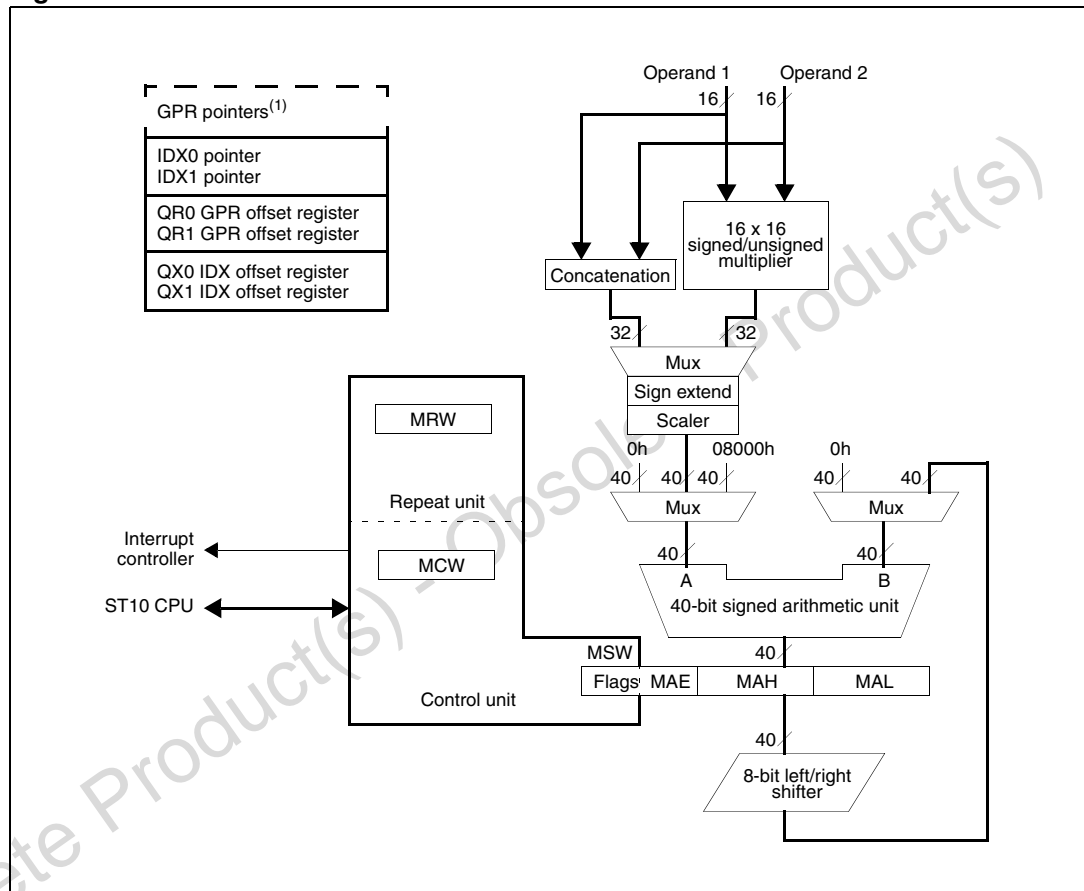 GPR pointers(1)
IDX0 pointer
IDX1 pointer
QR0 GPR offset register
QR1 GPR offset register
QX0 IDX offset register
QX1 IDX offset register
Operand 1 Operand 2
16 16
16 x 16
signed/unsigned
multiplier
Concatenation
32 32
Mux
Sign extend
Scaler
0h 08000h 0h
40 40 40 40 40
Mux Mux
40 40
A B
40-bit signed arithmetic unit
40
MSW
Flags MAE MAH MAL
40
8-bit left/right
shifter
MRW
Repeat unit
MCW
Control unit
Interrupt
controller
ST10 CPU
ete Product(s) - Obsole Product(s)